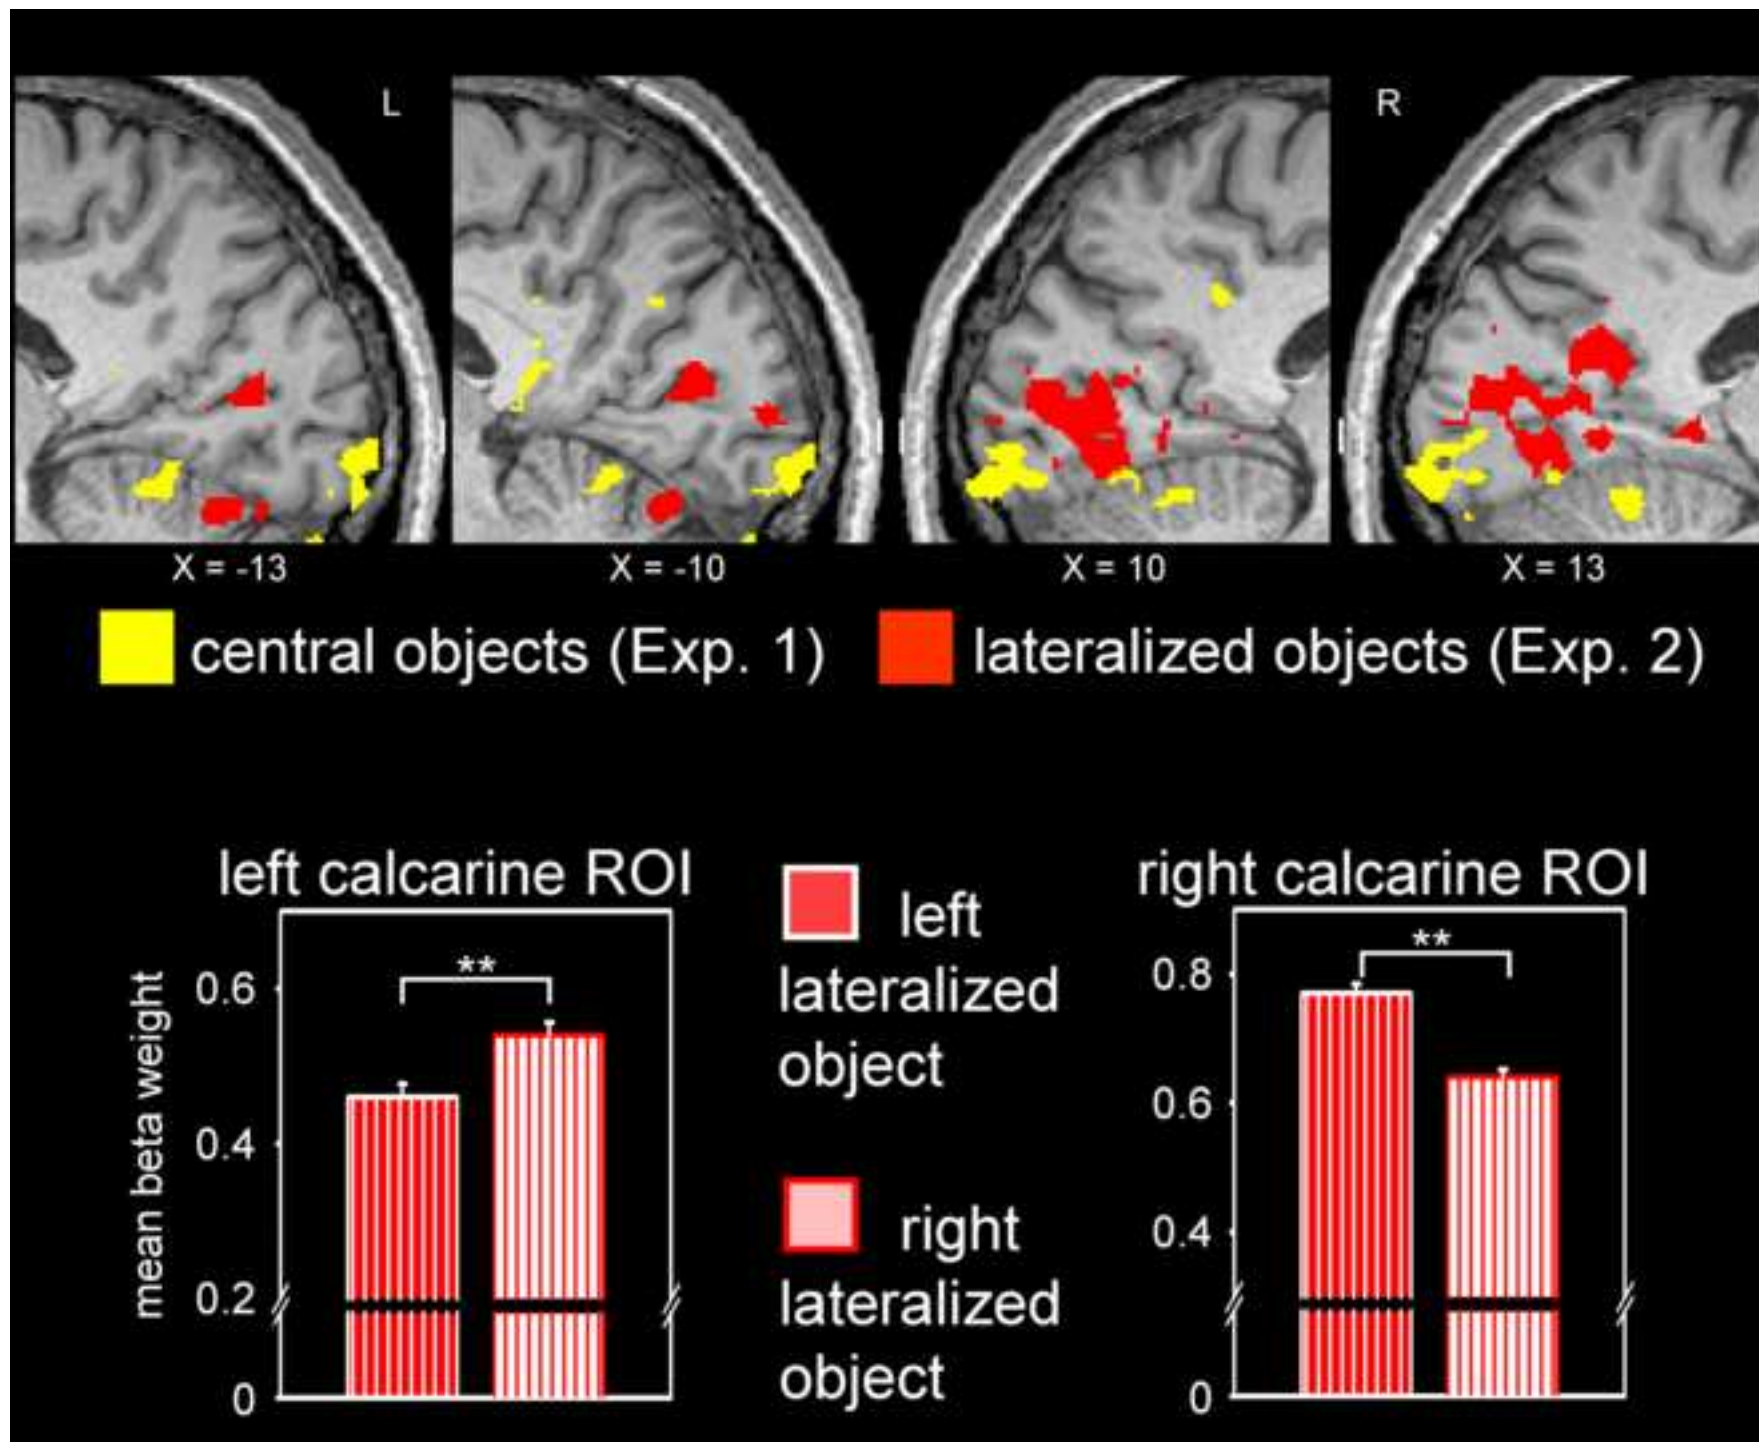 L
R
X = -13
X = -10
X = 10
X = 13
central objects (Exp. 1)
lateralized objects (Exp. 2)
left calcarine ROI
mean beta weight
0.6
0.4
0.2
0
**
left
lateralized
object
right
lateralized
object
right calcarine ROI
0.8
0.6
0.4
0
**